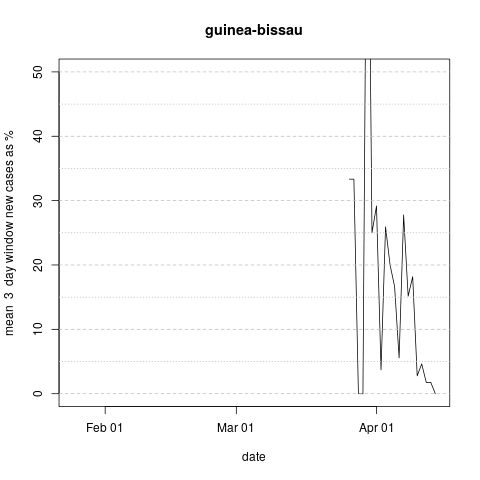 guinea-bissau
mean 3 day window new cases as %
50
40
30
20
10
0
Feb 01
Mar 01
Apr 01
date